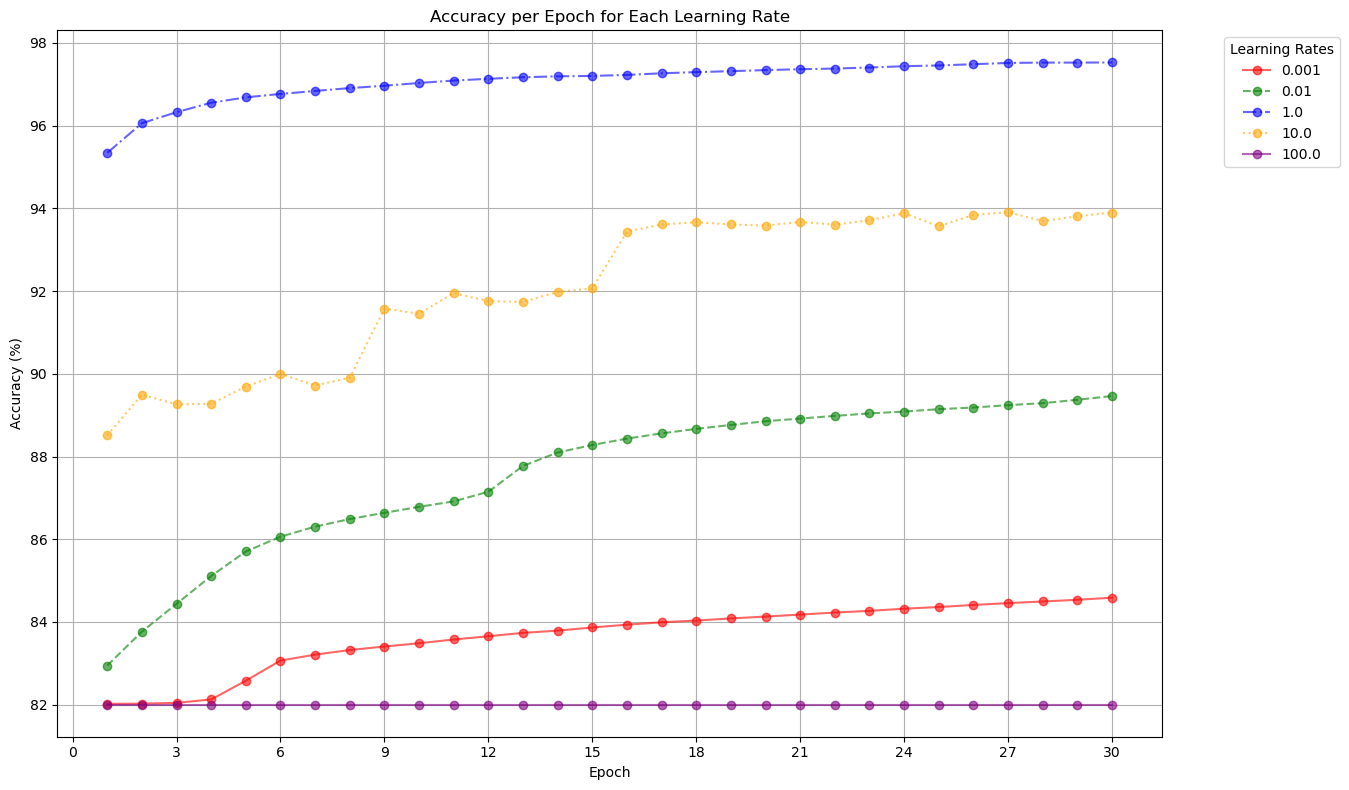 Accuracy per Epoch for Each Learning Rate
Learning Rates
0.001
0.01
1.0
10.0
100.0
Accuracy (%)
98
96
94
92
90
88
86
84
82
0 3 6 9 12 15 18 21 24 27 30
Epoch